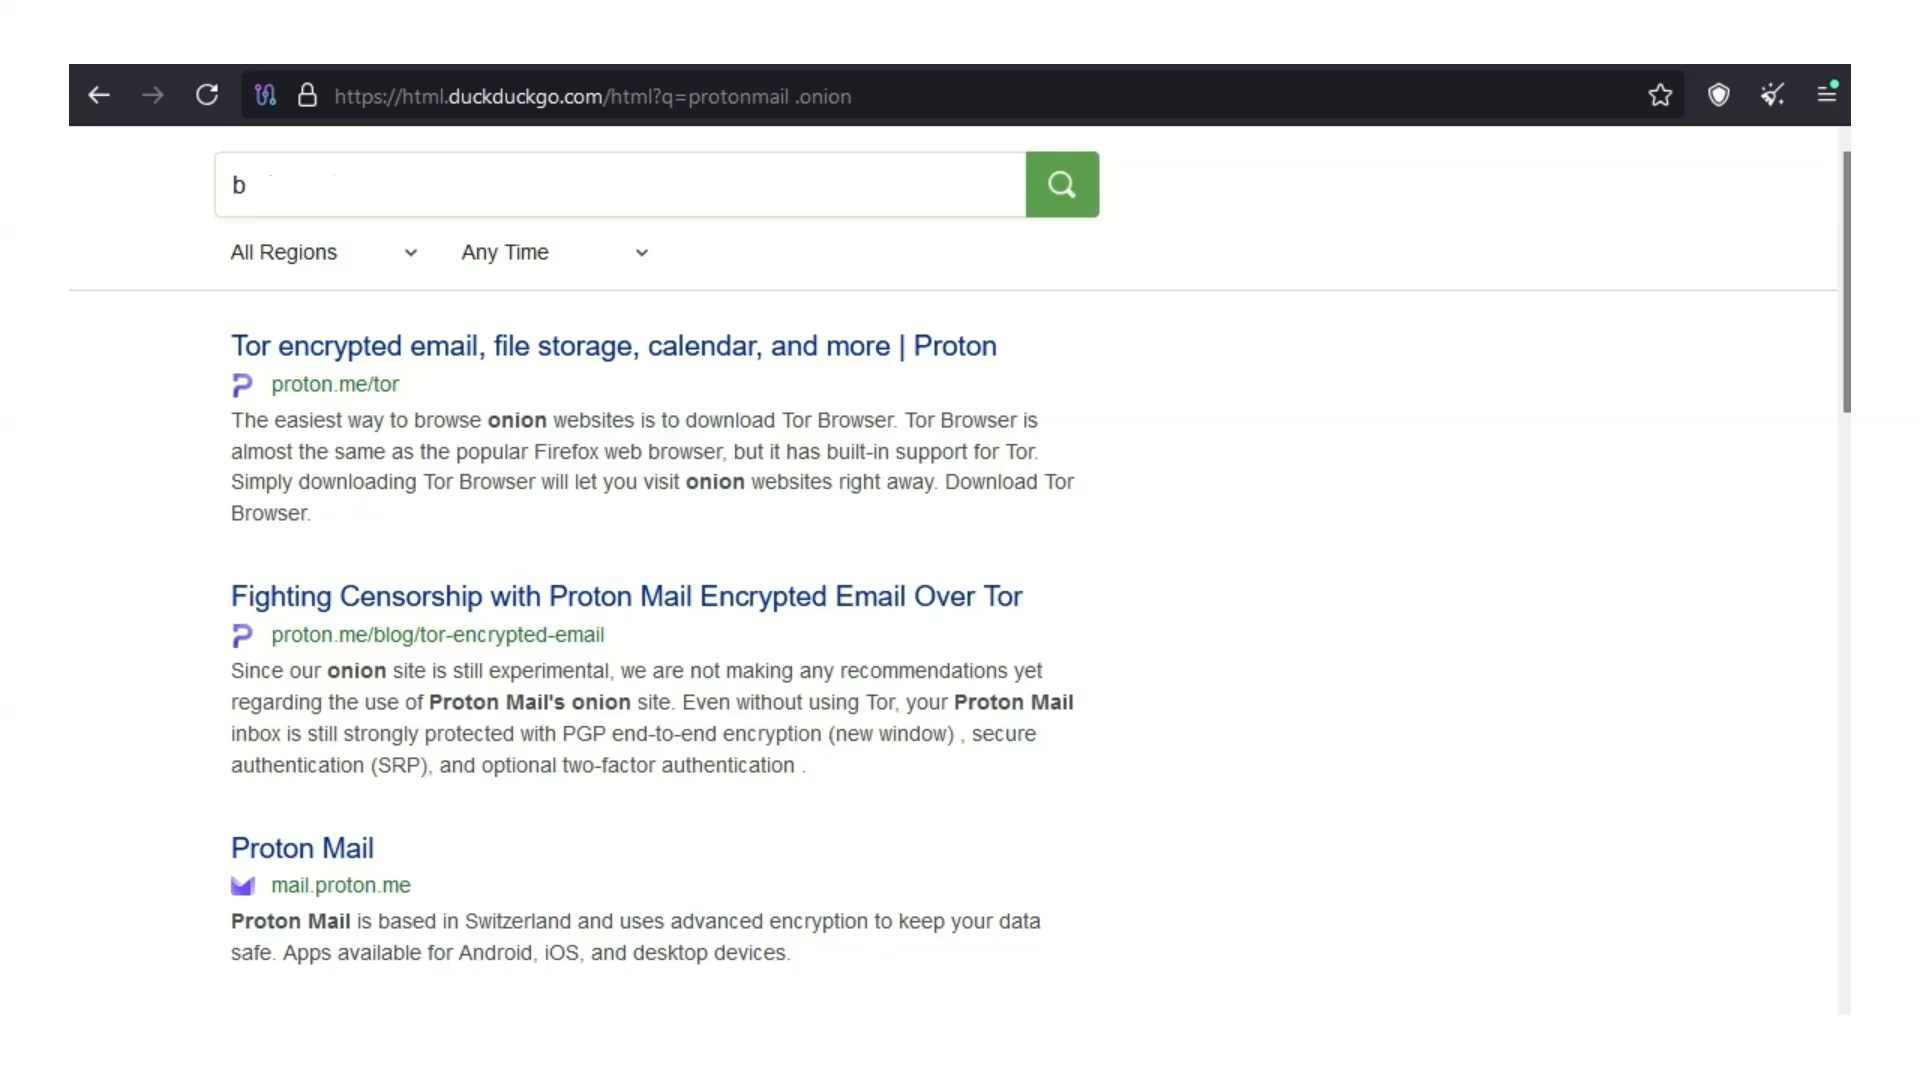 https://html.duckduckgo.com/html?q=protonmail .onion
b
All Regions Any Time
Tor encrypted email, file storage, calendar, and more | Proton
proton.me/tor
The easiest way to browse onion websites is to download Tor Browser. Tor Browser is
almost the same as the popular Firefox web browser, but it has built-in support for Tor.
Simply downloading Tor Browser will let you visit onion websites right away. Download Tor
Browser.
Fighting Censorship with Proton Mail Encrypted Email Over Tor
proton.me/blog/tor-encrypted-email
Since our onion site is still experimental, we are not making any recommendations yet
regarding the use of Proton Mail's onion site. Even without using Tor, your Proton Mail
inbox is still strongly protected with PGP end-to-end encryption (new window) , secure
authentication (SRP), and optional two-factor authentication .
Proton Mail
mail.proton.me
Proton Mail is based in Switzerland and uses advanced encryption to keep your data
safe. Apps available for Android, iOS, and desktop devices.